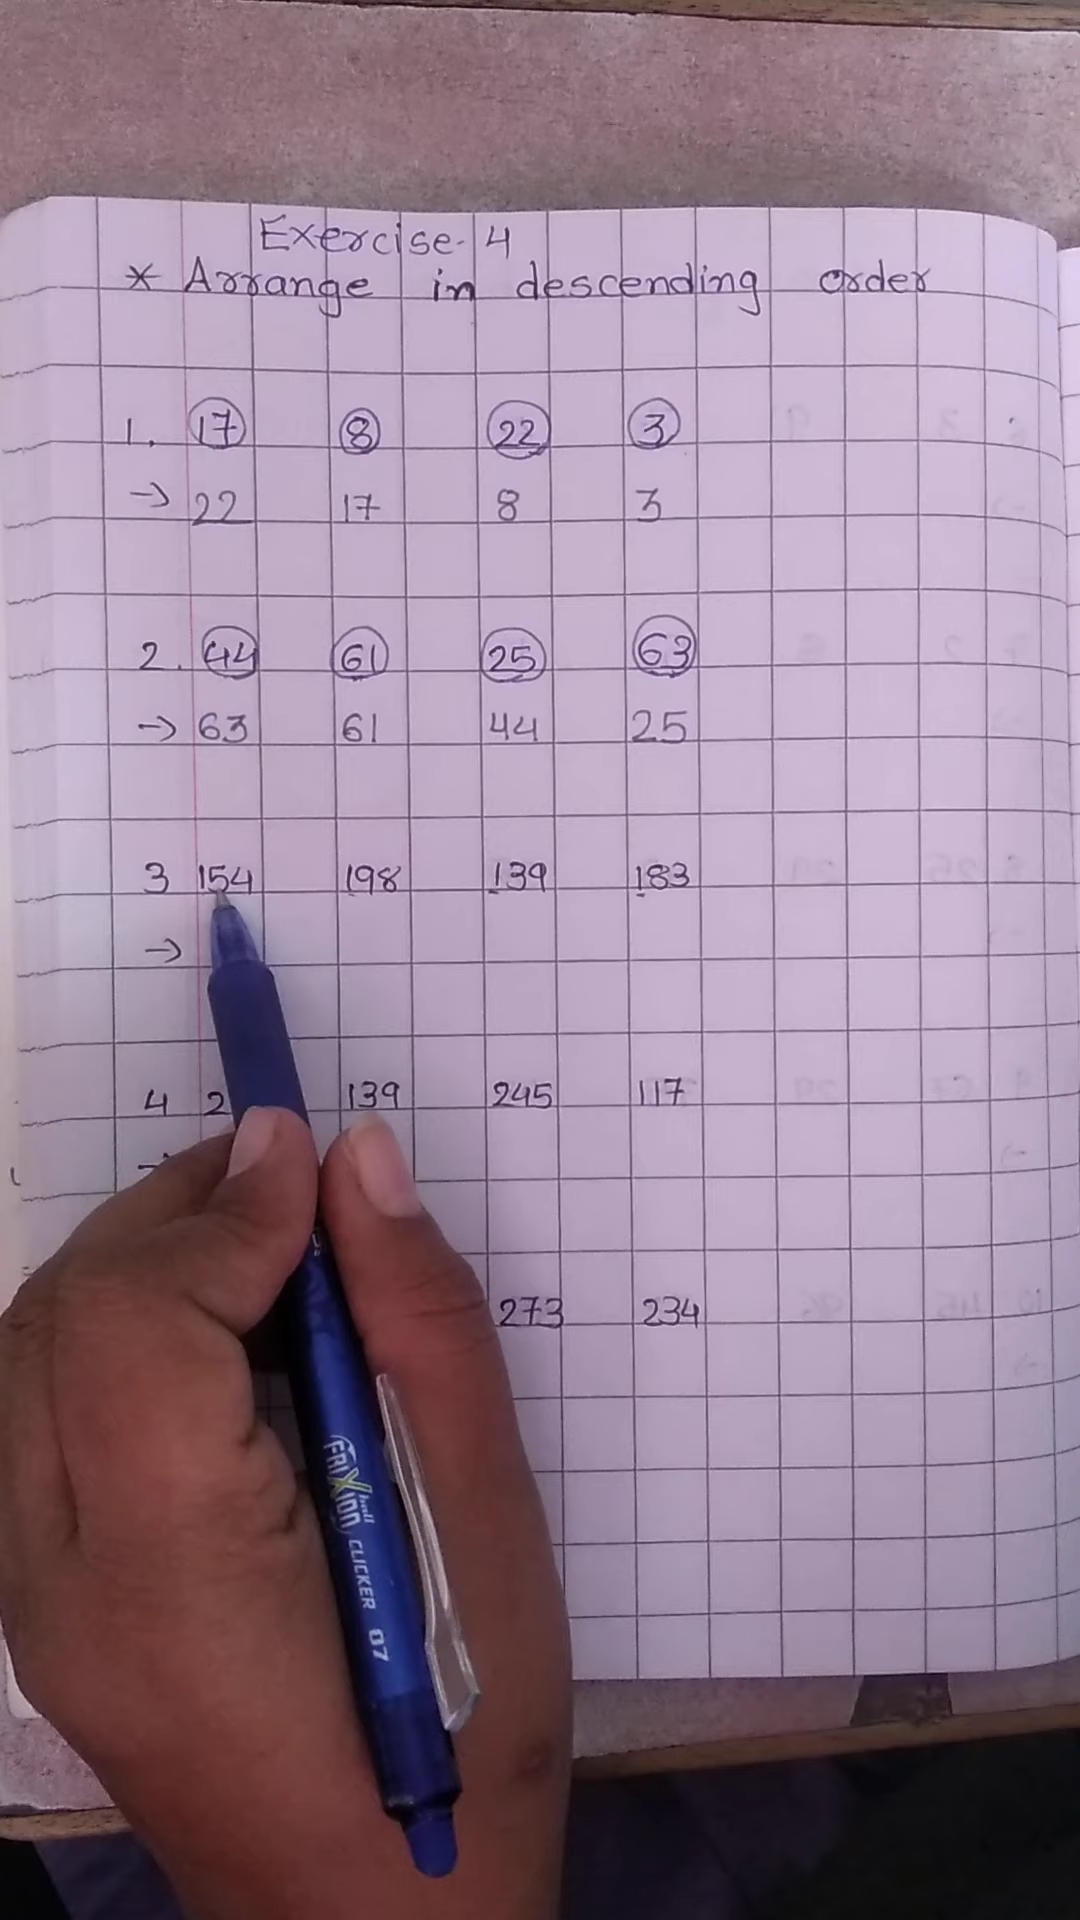 Exercise- 4
* Arrange in descending order
1. 17 8 22 3
→ 22 17 8 3
2. 44 61 25 63
→ 63 61 44 25
3 154 198 139 183
→
4 2 139 245 117
→
273 234
FRIXION ball CLICKER 07